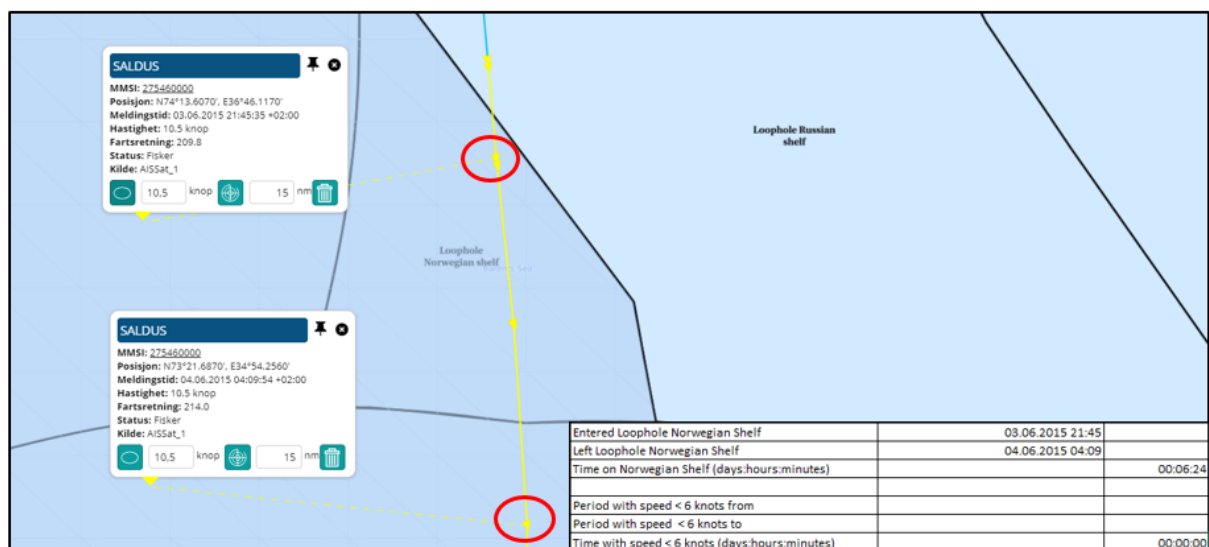 SALDUS
MMSI: 275460000
Posisjon: N74°13.6070', E36°46.1170'
Meldingstid: 03.06.2015 21:45:35 +02:00
Hastighet: 10.5 knop
Fartsretning: 209.8
Status: Fisker
Kilde: AISSat_1
10,5 knop 15 nm
Loophole Russian
shelf
Loophole
Norwegian shelf
SALDUS
MMSI: 275460000
Posisjon: N73°21.6870', E34°54.2560'
Meldingstid: 04.06.2015 04:09:54 +02:00
Hastighet: 10.5 knop
Fartsretning: 214.0
Status: Fisker
Kilde: AISSat_1
10,5 knop 15 nm
Entered Loophole Norwegian Shelf 03.06.2015 21:45
Left Loophole Norwegian Shelf 04.06.2015 04:09
Time on Norwegian Shelf (days:hours:minutes) 00:06:24
Period with speed < 6 knots from
Period with speed < 6 knots to
Time with speed < 6 knots (days:hours:minutes) 00:00:00